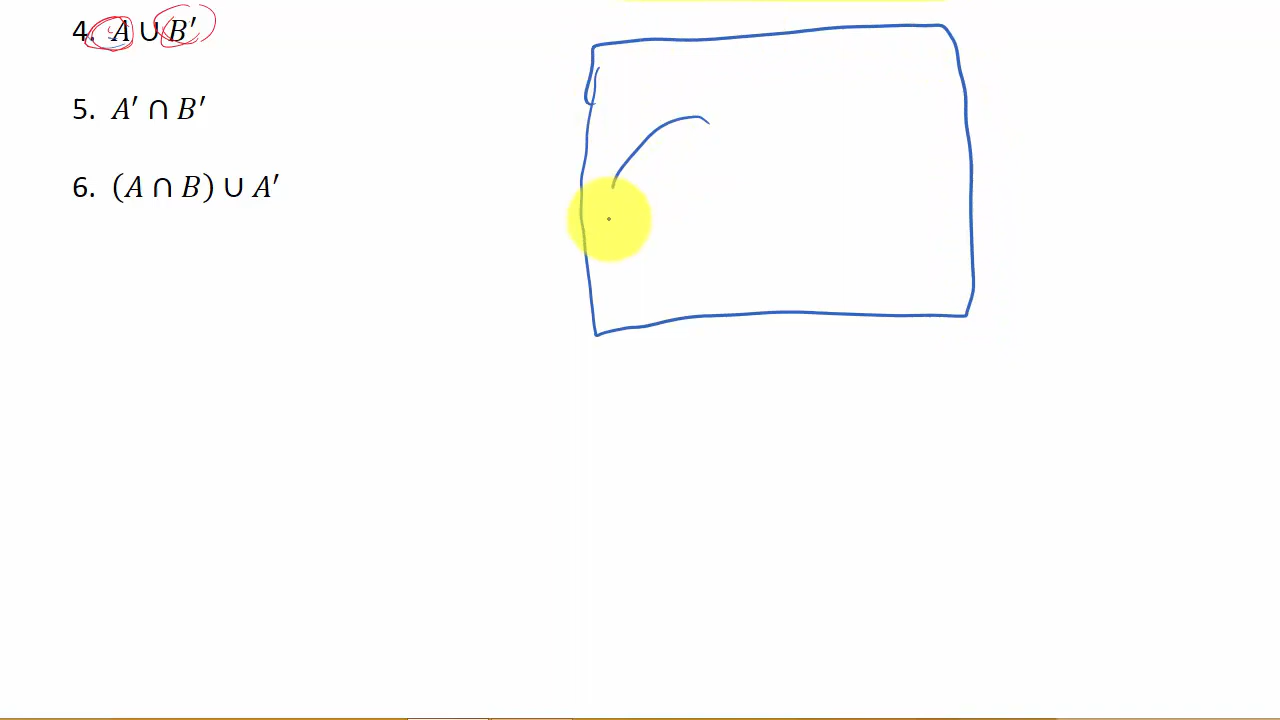 4. A ∪ B′
5. A′ ∩ B′
6. (A ∩ B) ∪ A′